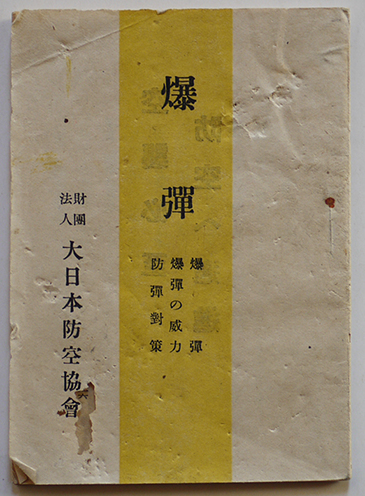 爆彈
爆彈
爆彈の威力
防彈對策
財團法人 大日本防空協會